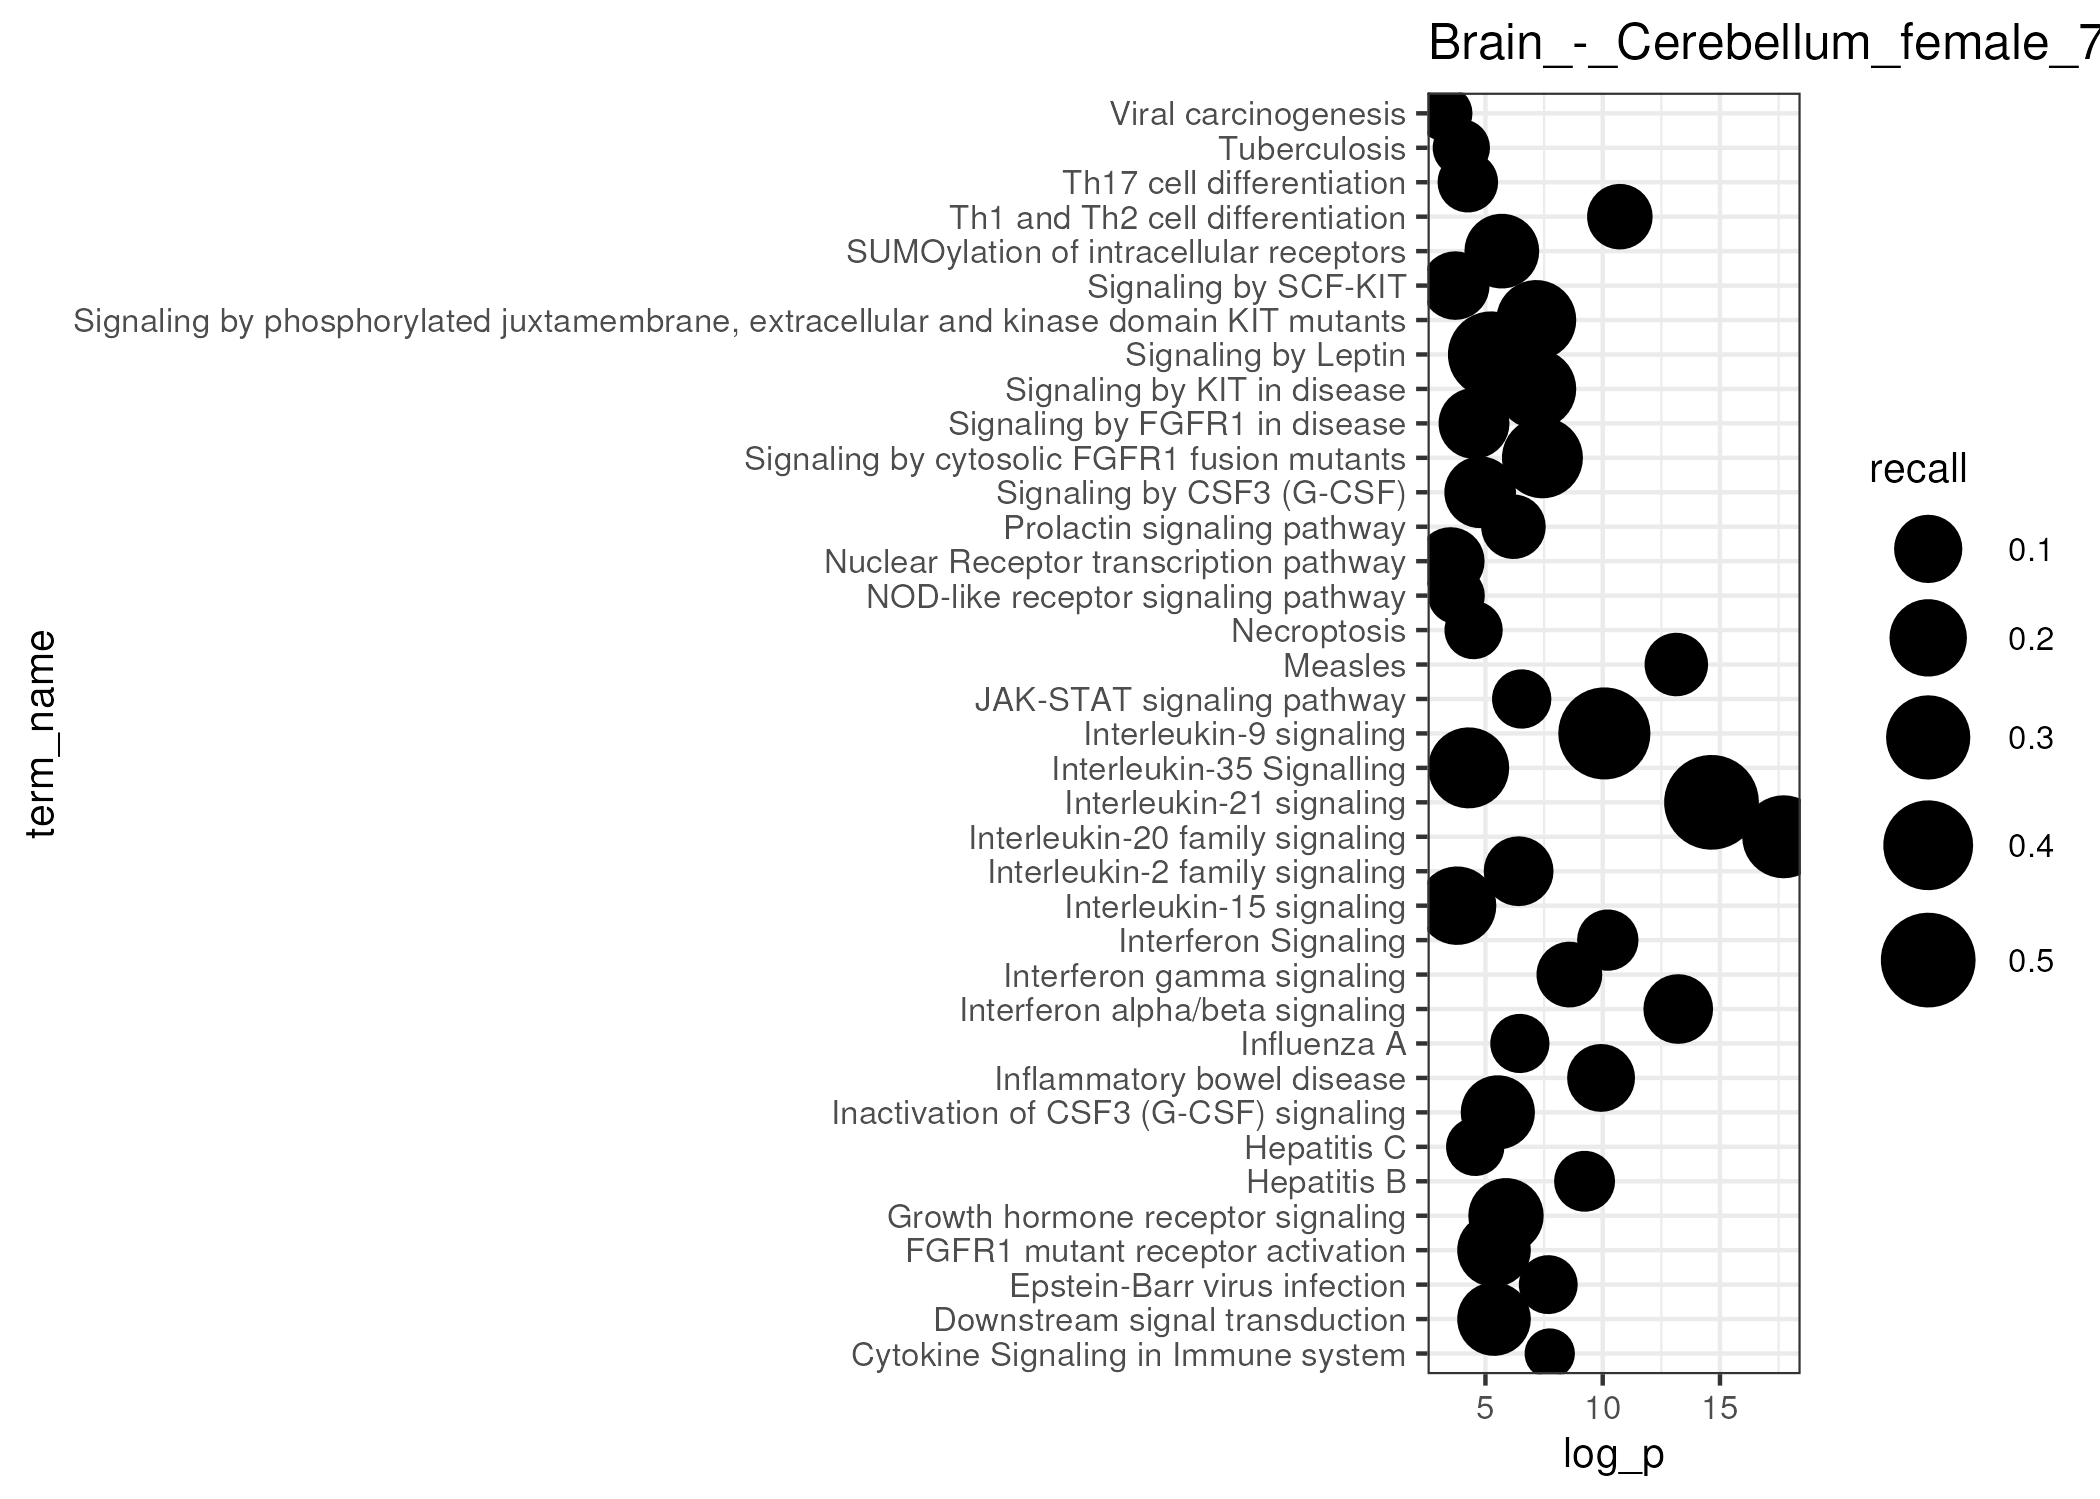 Brain_-_Cerebellum_female_7
Viral carcinogenesis
Tuberculosis
Th17 cell differentiation
Th1 and Th2 cell differentiation
SUMOylation of intracellular receptors
Signaling by SCF-KIT
Signaling by phosphorylated juxtamembrane, extracellular and kinase domain KIT mutants
Signaling by Leptin
Signaling by KIT in disease
Signaling by FGFR1 in disease
Signaling by cytosolic FGFR1 fusion mutants
Signaling by CSF3 (G-CSF)
Prolactin signaling pathway
Nuclear Receptor transcription pathway
NOD-like receptor signaling pathway
Necroptosis
Measles
JAK-STAT signaling pathway
Interleukin-9 signaling
Interleukin-35 Signalling
Interleukin-21 signaling
Interleukin-20 family signaling
Interleukin-2 family signaling
Interleukin-15 signaling
Interferon Signaling
Interferon gamma signaling
Interferon alpha/beta signaling
Influenza A
Inflammatory bowel disease
Inactivation of CSF3 (G-CSF) signaling
Hepatitis C
Hepatitis B
Growth hormone receptor signaling
FGFR1 mutant receptor activation
Epstein-Barr virus infection
Downstream signal transduction
Cytokine Signaling in Immune system
term_name
5 10 15
log_p
recall
0.1
0.2
0.3
0.4
0.5